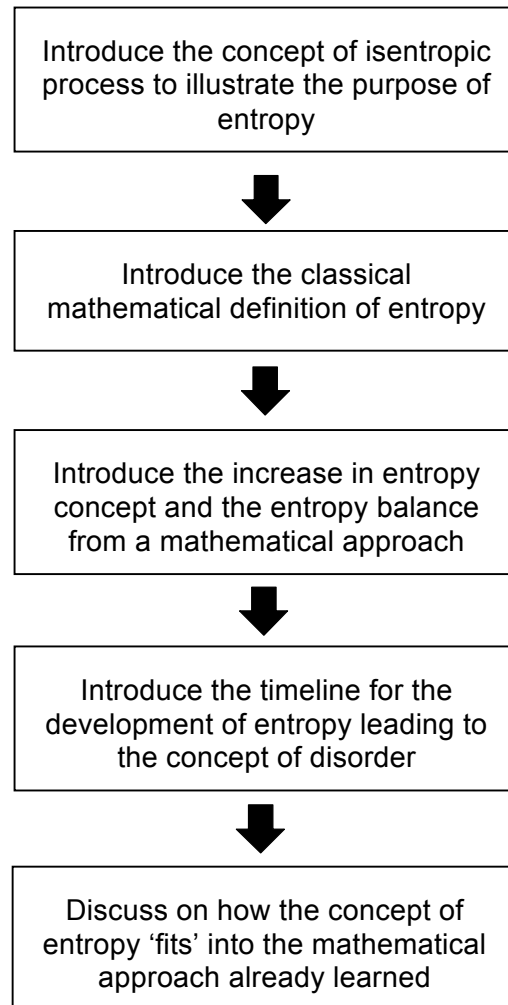 Introduce the concept of isentropic
process to illustrate the purpose of
entropy
Introduce the classical
mathematical definition of entropy
Introduce the increase in entropy
concept and the entropy balance
from a mathematical approach
Introduce the timeline for the
development of entropy leading to
the concept of disorder
Discuss on how the concept of
entropy ‘fits’ into the mathematical
approach already learned